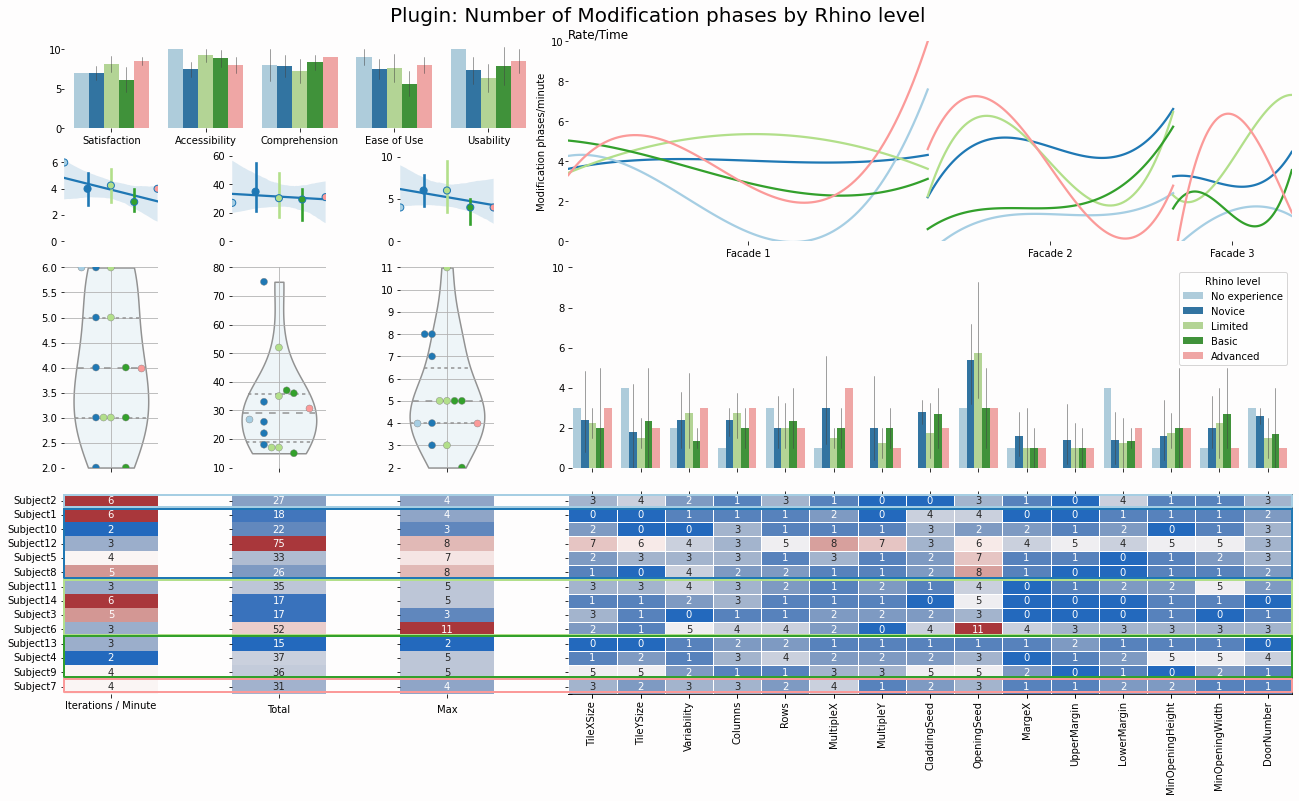 Plugin: Number of Modification phases by Rhino level
Rate/Time
10
5
0
Satisfaction Accessibility Comprehension Ease of Use Usability
Modification phases/minute
10
8
6
4
2
0
Facade 1 Facade 2 Facade 3
6
4
2
0
60
40
20
0
10
5
0
6.0
5.5
5.0
4.5
4.0
3.5
3.0
2.5
2.0
80
70
60
50
40
30
20
10
11
10
9
8
7
6
5
4
3
2
10
8
6
4
2
0
Rhino level
No experience
Novice
Limited
Basic
Advanced
Subject2 6 27 4 3 4 2 1 3 1 0 0 3 1 0 4 1 1 3
Subject1 6 18 4 0 0 1 1 1 2 0 4 4 0 0 1 1 1 2
Subject10 2 22 3 2 0 0 3 1 1 1 3 2 2 1 2 0 1 3
Subject12 3 75 8 7 6 4 3 5 8 7 3 6 4 5 4 5 5 3
Subject5 4 33 7 2 3 3 3 1 3 1 2 7 1 1 0 1 2 3
Subject8 5 26 8 1 0 4 2 2 1 1 2 8 1 0 0 1 1 2
Subject11 3 35 5 3 3 4 3 2 1 2 1 4 0 1 2 2 5 2
Subject14 6 17 5 1 1 2 3 1 1 1 0 5 0 0 0 1 1 0
Subject3 5 17 3 3 1 0 1 1 2 2 2 3 0 0 0 1 0 1
Subject6 3 52 11 2 1 5 4 4 2 0 4 11 4 3 3 3 3 3
Subject13 3 15 2 0 0 1 2 2 1 1 1 1 1 2 1 1 1 0
Subject4 2 37 5 1 2 1 3 4 2 2 2 3 0 1 2 5 5 4
Subject9 4 36 5 5 5 2 1 1 3 3 5 5 2 0 1 0 2 1
Subject7 4 31 4 3 2 3 3 2 4 1 2 3 1 1 2 2 1 1
Iterations / Minute Total Max
TileXSize
TileYSize
Variability
Columns
Rows
MultipleX
MultipleY
CladdingSeed
OpeningSeed
MargeX
UpperMargin
LowerMargin
MinOpeningHeight
MinOpeningWidth
DoorNumber